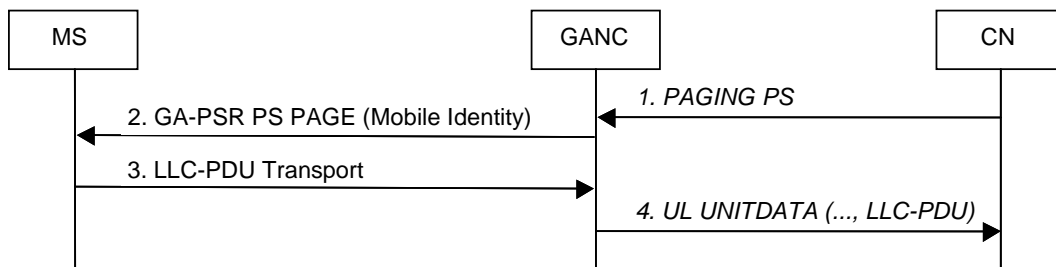 MS
GANC
CN
1. PAGING PS
2. GA-PSR PS PAGE (Mobile Identity)
3. LLC-PDU Transport
4. UL UNITDATA (..., LLC-PDU)